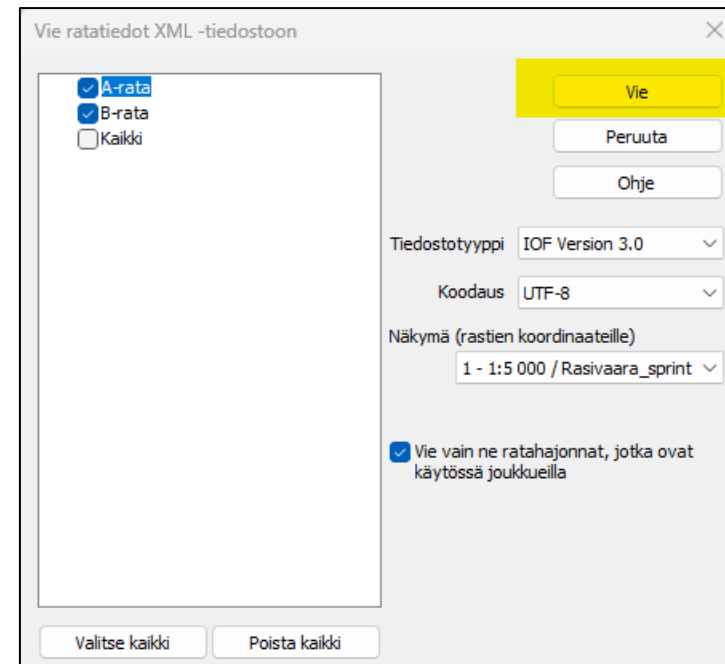 Vie ratatiedot XML -tiedostoon
A-rata
B-rata
Kaikki
Vie
Peruuta
Ohje
Tiedostotyyppi IOF Version 3.0
Koodaus UTF-8
Näkymä (rastien koordinaateille)
1 - 1:5 000 / Rasivaara_sprint
Vie vain ne ratahajonnat, jotka ovat
käytössä joukkueilla
Valitse kaikki Poista kaikki